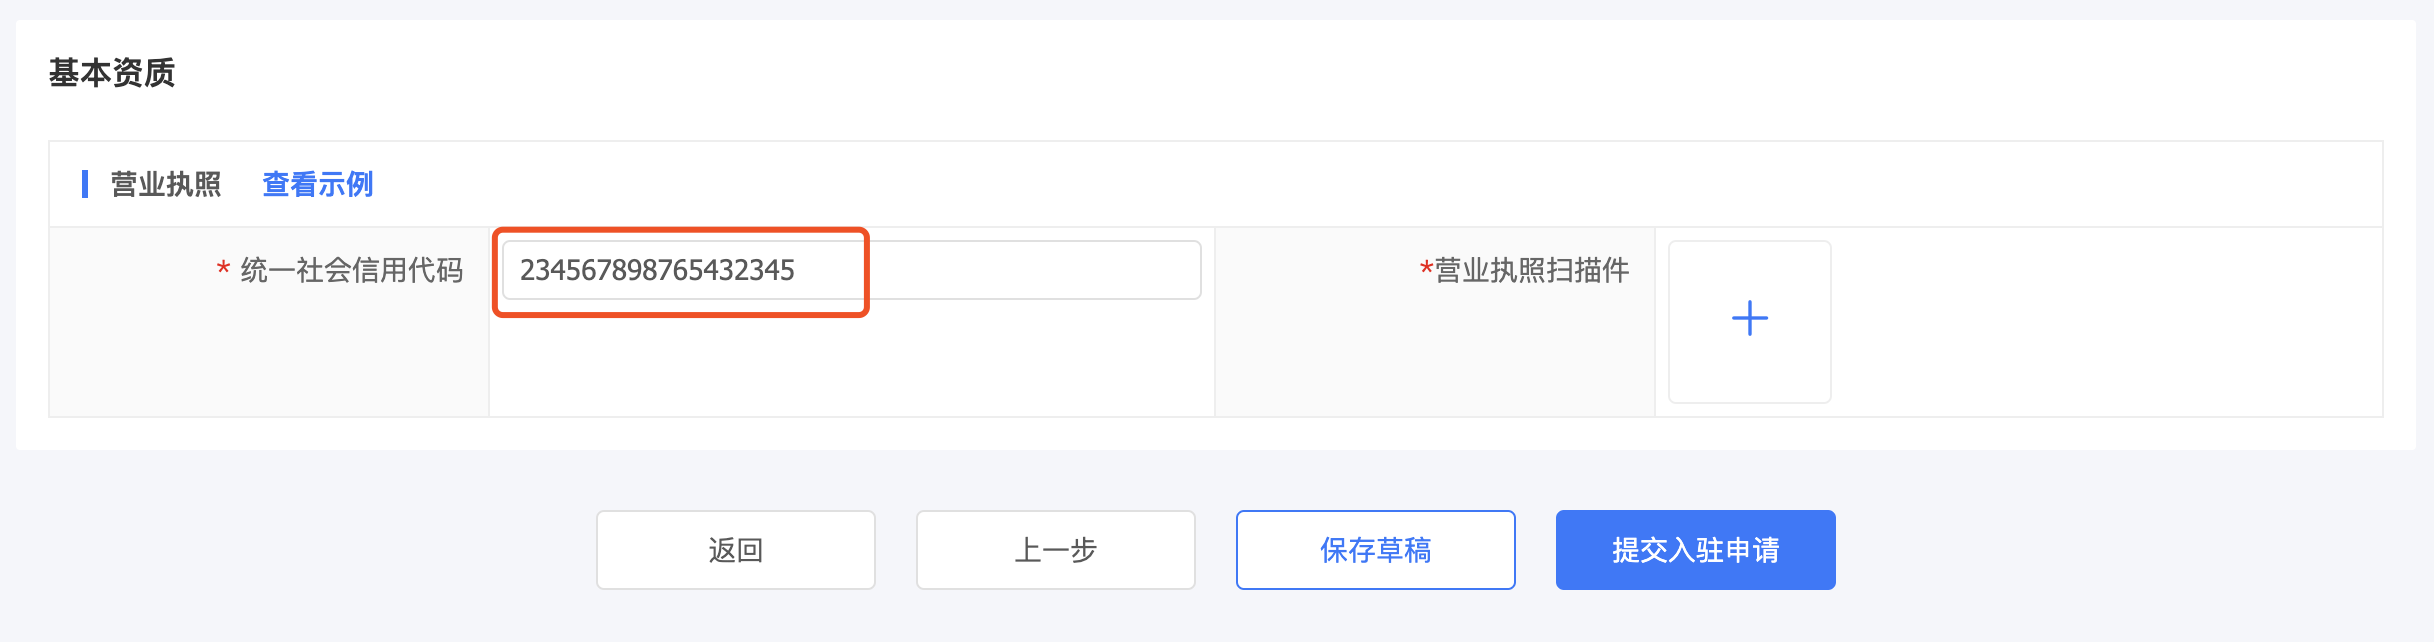 基本资质
营业执照 查看示例
* 统一社会信用代码 234567898765432345 *营业执照扫描件
返回 上一步 保存草稿 提交入驻申请